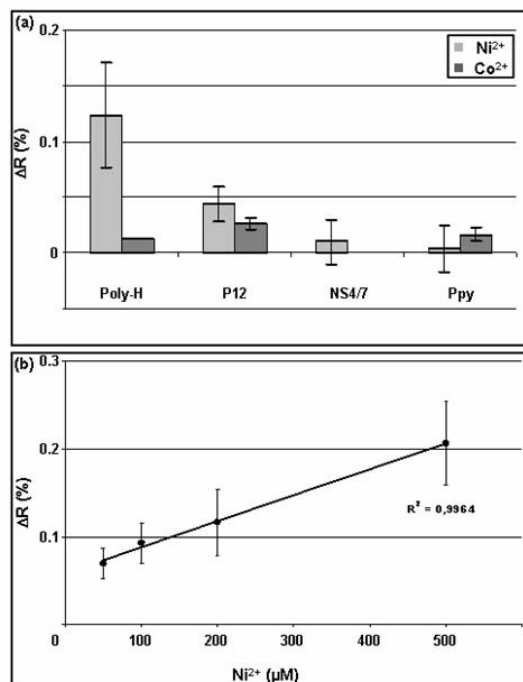 (a)
0.2
Ni²⁺
Co²⁺
0.1
ΔR (%)
0
Poly-H P12 NS4/7 Ppy
(b)
0.3
0.2
ΔR (%)
R² = 0,9964
0.1
0 100 200 300 400 500
Ni²⁺ (µM)